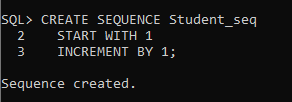 SQL> CREATE SEQUENCE Student_seq
  2    START WITH 1
  3    INCREMENT BY 1;
Sequence created.